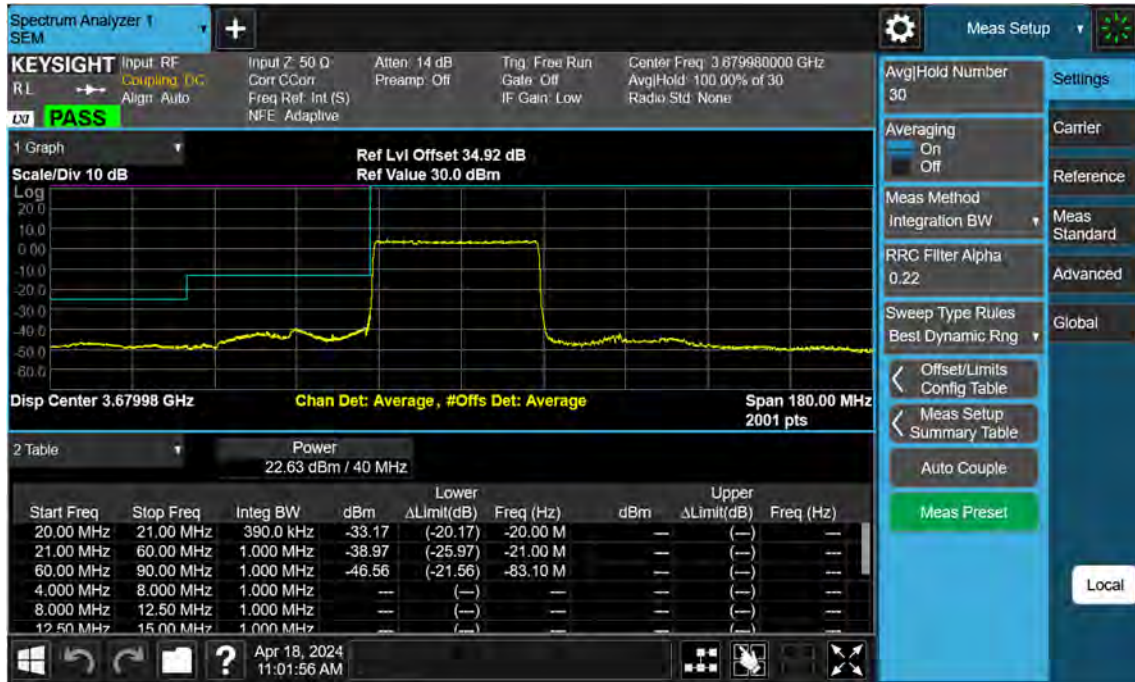 Spectrum Analyzer 1
SEM
+
Meas Setup
KEYSIGHT
RL
LXI
PASS
Input: RF
Coupling: DC
Align: Auto
Input Z: 50 Ω
Corr CCorr
Freq Ref: Int (S)
NFE: Adaptive
Atten: 14 dB
Preamp: Off
Trig: Free Run
Gate: Off
IF Gain: Low
Center Freq: 3.679980000 GHz
Avg|Hold: 100.00% of 30
Radio Std: None
1 Graph
Scale/Div 10 dB
Ref Lvl Offset 34.92 dB
Ref Value 30.0 dBm
Log
20.0
10.0
0.00
-10.0
-20.0
-30.0
-40.0
-50.0
-60.0
Disp Center 3.67998 GHz
Chan Det: Average, #Offs Det: Average
Span 180.00 MHz
2001 pts
2 Table
Power
22.63 dBm / 40 MHz
Lower Upper
Start Freq Stop Freq Integ BW dBm ΔLimit(dB) Freq (Hz) dBm ΔLimit(dB) Freq (Hz)
20.00 MHz 21.00 MHz 390.0 kHz -33.17 (-20.17) -20.00 M --- (---) ---
21.00 MHz 60.00 MHz 1.000 MHz -38.97 (-25.97) -21.00 M --- (---) ---
60.00 MHz 90.00 MHz 1.000 MHz -46.56 (-21.56) -83.10 M --- (---) ---
4.000 MHz 8.000 MHz 1.000 MHz --- (---) --- --- (---) ---
8.000 MHz 12.50 MHz 1.000 MHz --- (---) --- --- (---) ---
12.50 MHz 15.00 MHz 1.000 MHz --- (---) --- --- (---) ---
?
Apr 18, 2024
11:01:56 AM
Avg|Hold Number
30
Averaging
On
Off
Meas Method
Integration BW
RRC Filter Alpha
0.22
Sweep Type Rules
Best Dynamic Rng
Offset/Limits
Config Table
Meas Setup
Summary Table
Auto Couple
Meas Preset
Settings
Carrier
Reference
Meas
Standard
Advanced
Global
Local